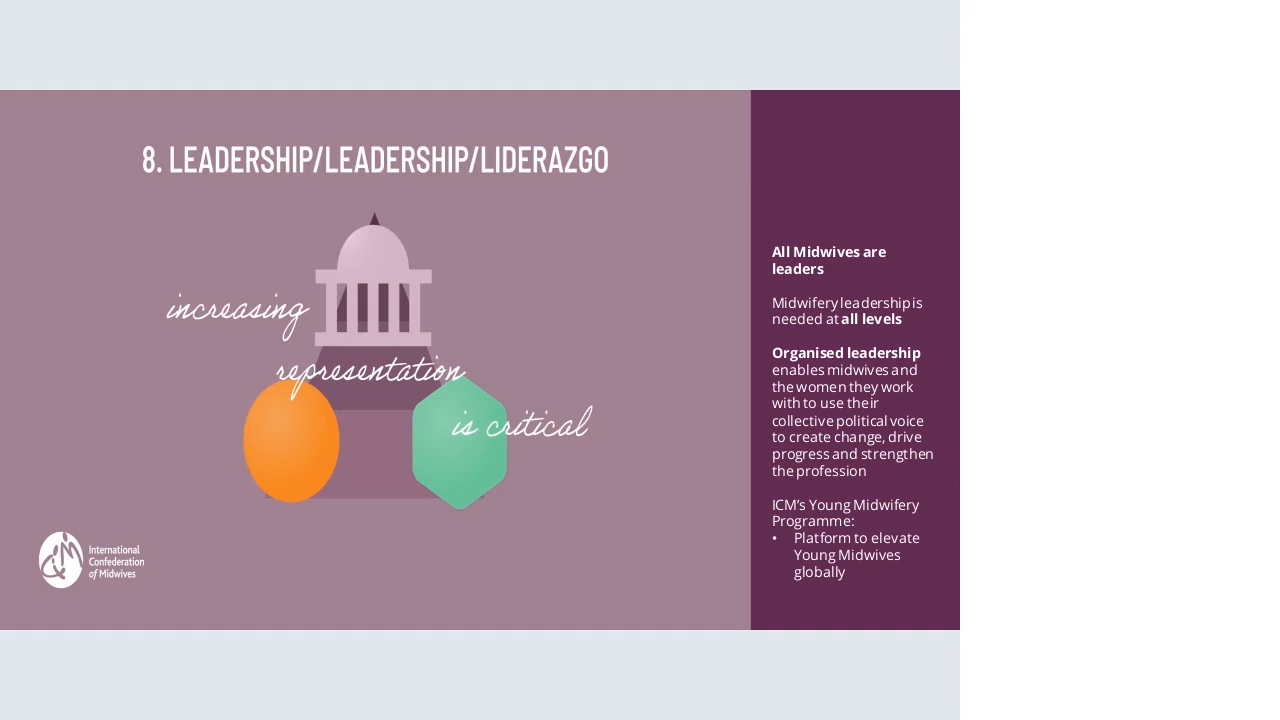 8. LEADERSHIP/LEADERSHIP/LIDERAZGO
increasing
representation
is critical
International
Confederation
of Midwives
All Midwives are
leaders
Midwifery leadership is
needed at all levels
Organised leadership
enables midwives and
the women they work
with to use their
collective political voice
to create change, drive
progress and strengthen
the profession
ICM’s Young Midwifery
Programme:
• Platform to elevate
Young Midwives
globally